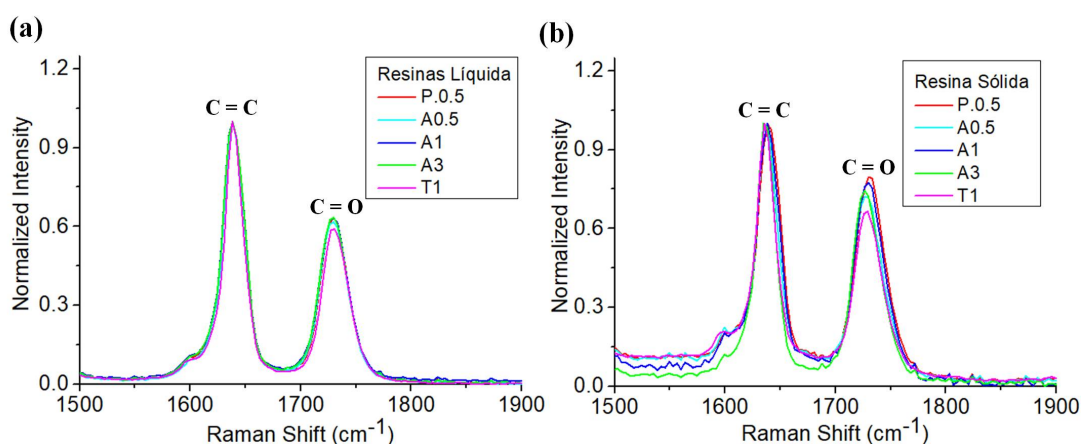 (a)
1.2
0.9
0.6
0.3
0.0
Normalized Intensity
C = C
C = O
Resinas Líquida
P.0.5
A0.5
A1
A3
T1
1500 1600 1700 1800 1900
Raman Shift (cm⁻¹)
(b)
1.2
0.9
0.6
0.3
0.0
Normalized Intensity
C = C
C = O
Resina Sólida
P.0.5
A0.5
A1
A3
T1
1500 1600 1700 1800 1900
Raman Shift (cm⁻¹)